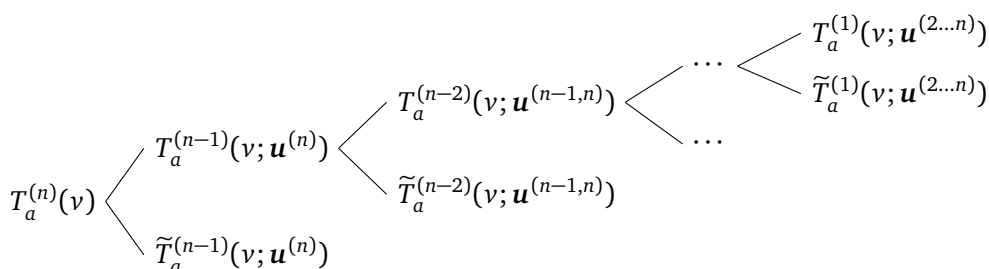 T_a^{(1)}(v; u^{(2...n)})
⋯
T̃_a^{(1)}(v; u^{(2...n)})
T_a^{(n−2)}(v; u^{(n−1,n)})
⋯
T_a^{(n−1)}(v; u^{(n)})
T̃_a^{(n−2)}(v; u^{(n−1,n)})
T_a^{(n)}(v)
T̃_a^{(n−1)}(v; u^{(n)})